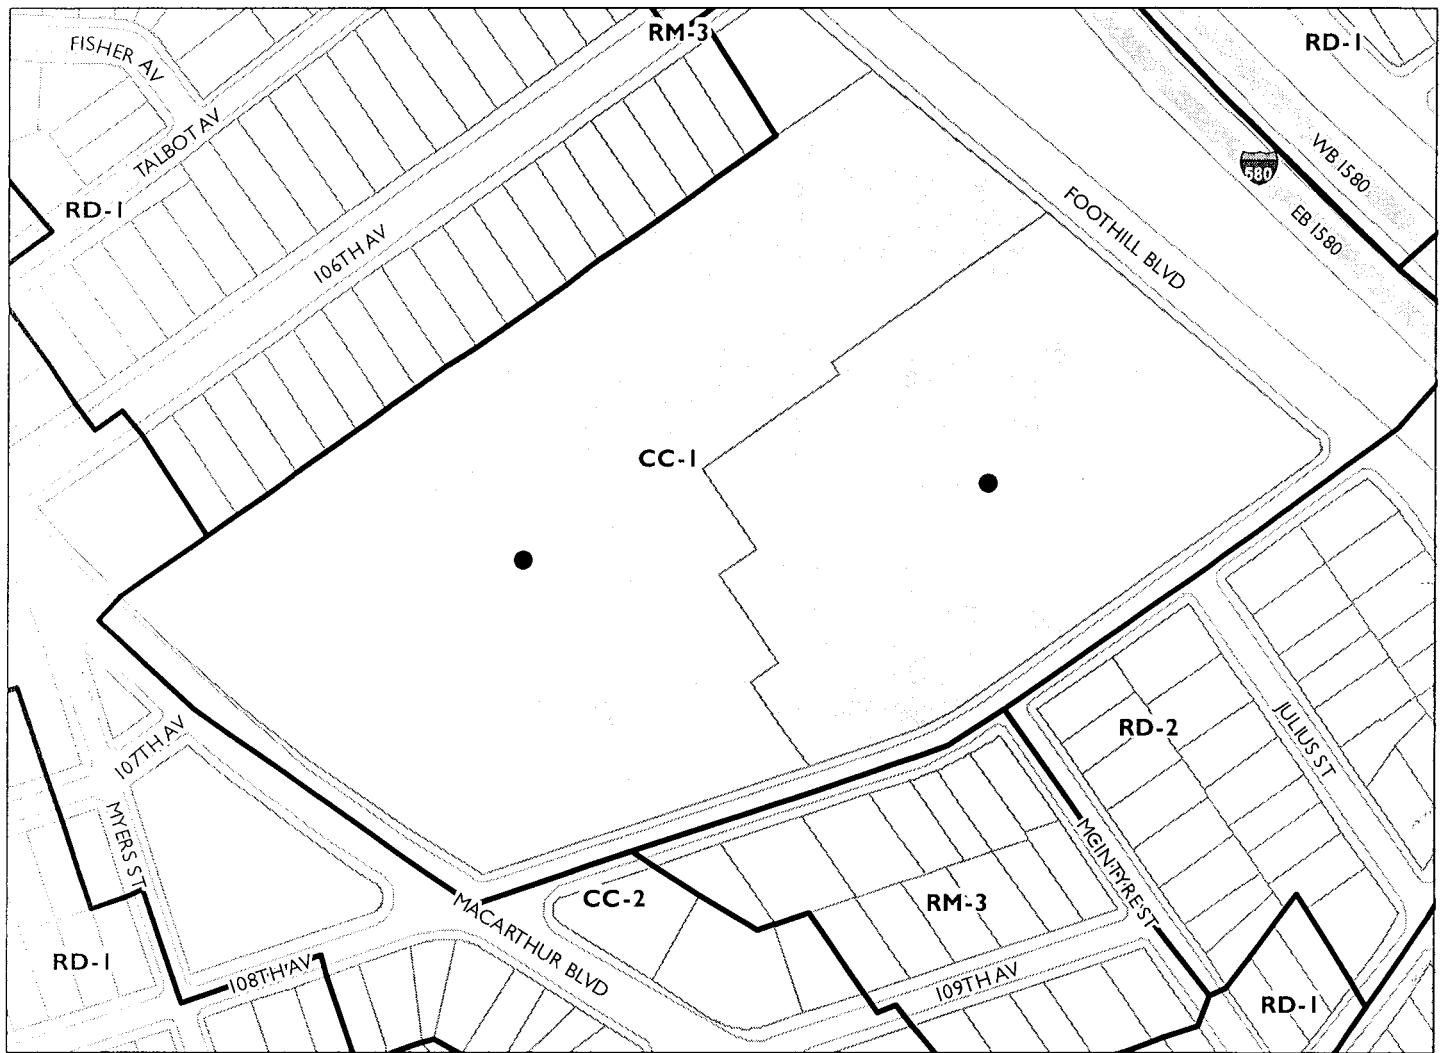 RM-3
RD-1
FISHER AV
TALBOT AV
WB I580
580
EB I580
RD-1
106TH AV
FOOTHILL BLVD
CC-1
RD-2
JULIUS ST
107TH AV
MYERS ST
MCINTYRE ST
CC-2
RM-3
MACARTHUR BLVD
RD-1
108TH AV
109TH AV
RD-1